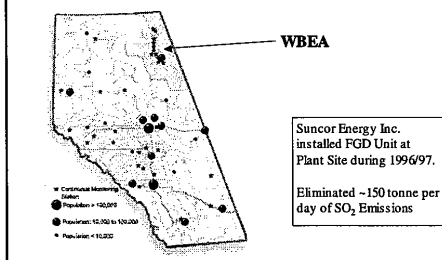 WBEA
Suncor Energy Inc.
installed FGD Unit at
Plant Site during 1996/97.
Eliminated ~150 tonne per
day of SO₂ Emissions
Continuous Monitoring
Station
Population > 100,000
Population 10,000 to 100,000
Population < 10,000